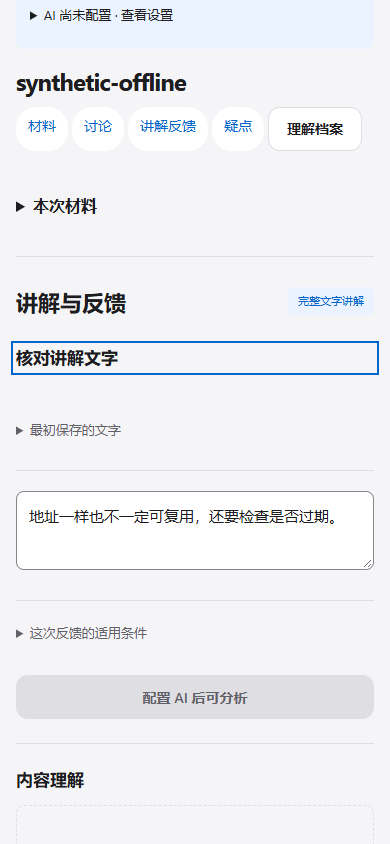 AI 尚未配置 · 查看设置
synthetic-offline
材料
讨论
讲解反馈
疑点
理解档案
本次材料
讲解与反馈
完整文字讲解
核对讲解文字
最初保存的文字
地址一样也不一定可复用，还要检查是否过期。
这次反馈的适用条件
配置 AI 后可分析
内容理解